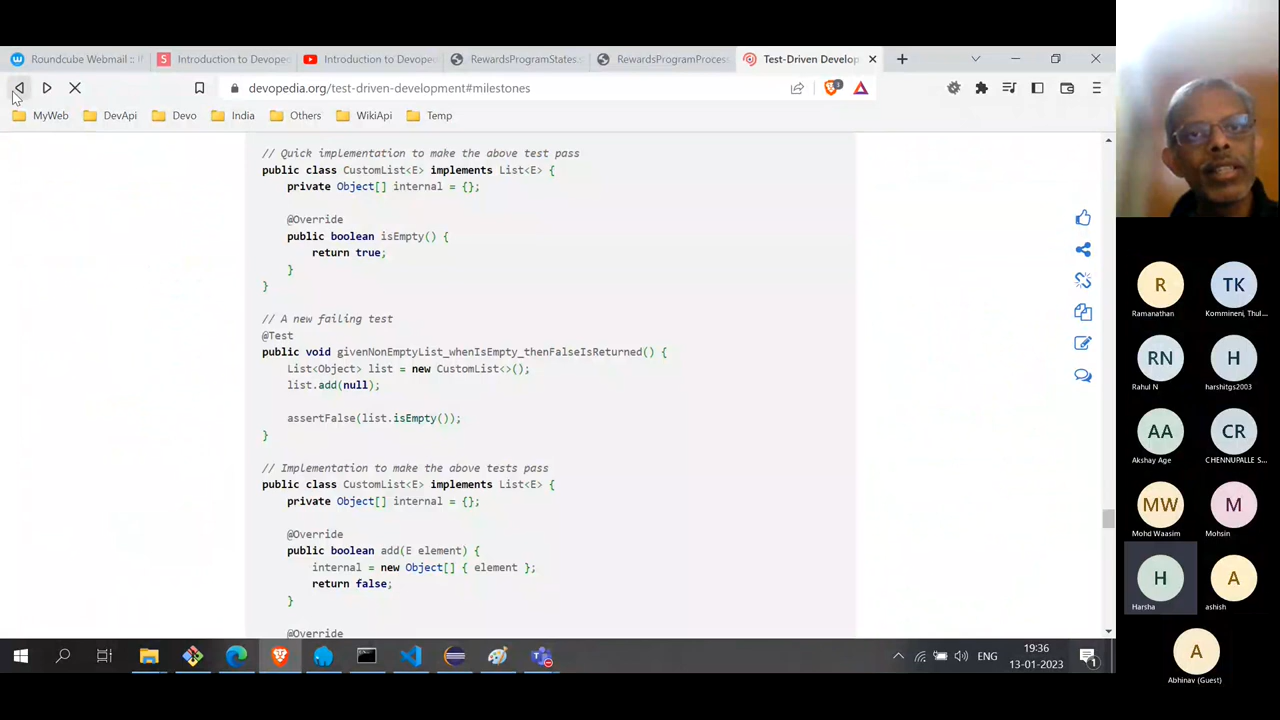 Roundcube Webmail ::
Introduction to Devope
Introduction to Devope
RewardsProgramStates.
RewardsProgramProcess
Test-Driven Develop
devopedia.org/test-driven-development#milestones
MyWeb
DevApi
Devo
India
Others
WikiApi
Temp
// Quick implementation to make the above test pass
public class CustomList<E> implements List<E> {
private Object[] internal = {};
@Override
public boolean isEmpty() {
return true;
}
}
// A new failing test
@Test
public void givenNonEmptyList_whenIsEmpty_thenFalseIsReturned() {
List<Object> list = new CustomList<>();
list.add(null);
assertFalse(list.isEmpty());
}
// Implementation to make the above tests pass
public class CustomList<E> implements List<E> {
private Object[] internal = {};
@Override
public boolean add(E element) {
internal = new Object[] { element };
return false;
}
@Override
ENG
19:36
13-01-2023
1
R
Ramanathan
TK
Kommineni, Thul...
RN
Rahul N
H
harshitgs2003
AA
Akshay Age
CR
CHENNUPALLE S...
MW
Mohd Waasim
M
Mohsin
H
Harsha
A
ashish
A
Abhinav (Guest)